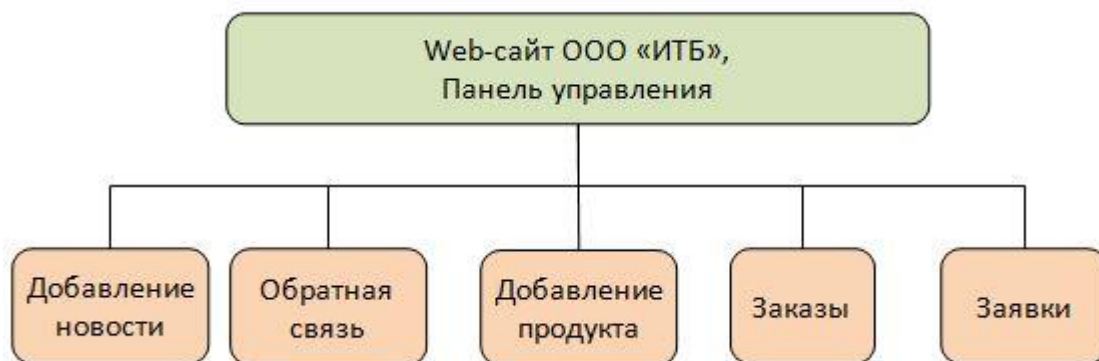 Web-сайт ООО «ИТБ»,
Панель управления
Добавление
новости
Обратная
связь
Добавление
продукта
Заказы
Заявки